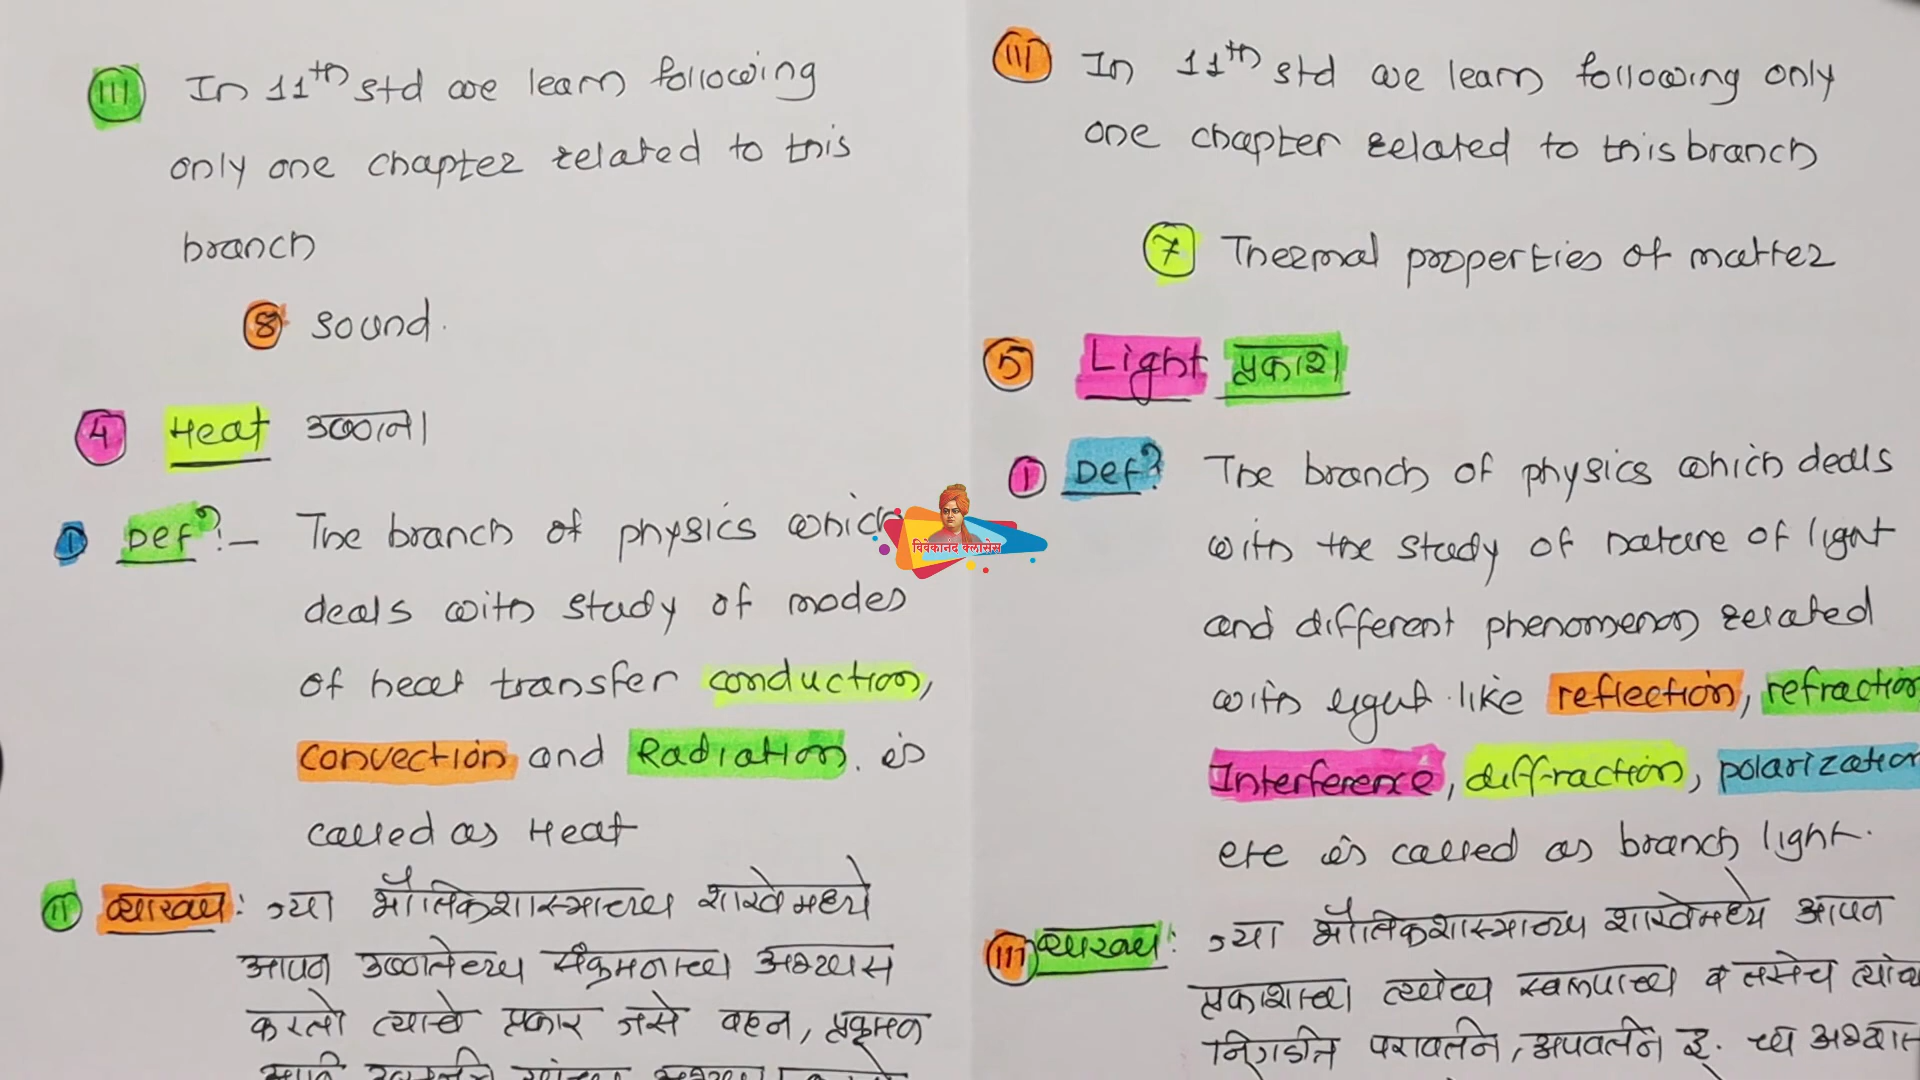 III In 11th std we learn following
only one chapter related to this
branch
8 sound.
4 Heat उष्णता
I Def?:- The branch of physics which
deals with study of modes
of heat transfer conduction,
convection and Radiation. is
called as Heat
II व्याख्या: ज्या भौतिकशास्त्राच्या शाखेमध्ये
आपण उष्णतेच्या संक्रमनाचा अभ्यास
करतो त्याचे प्रकार जसे वहन, प्रक्रमन
III In 11th std we learn following only
one chapter related to this branch
7 Thermal properties of matter
5 Light प्रकाश
I Def? The branch of physics which deals
with the study of nature of light
and different phenomenon related
with light like reflection, refraction
Interference, diffraction, polarization
etc is called as branch light.
III व्याख्या: ज्या भौतिकशास्त्राच्या शाखेमध्ये आपण
प्रकाशाच्या त्याच्या स्वरूपाचा व तसेच
निगडीत परावर्तन, अपवर्तन इ. चा
विवेकानंद क्लासेस